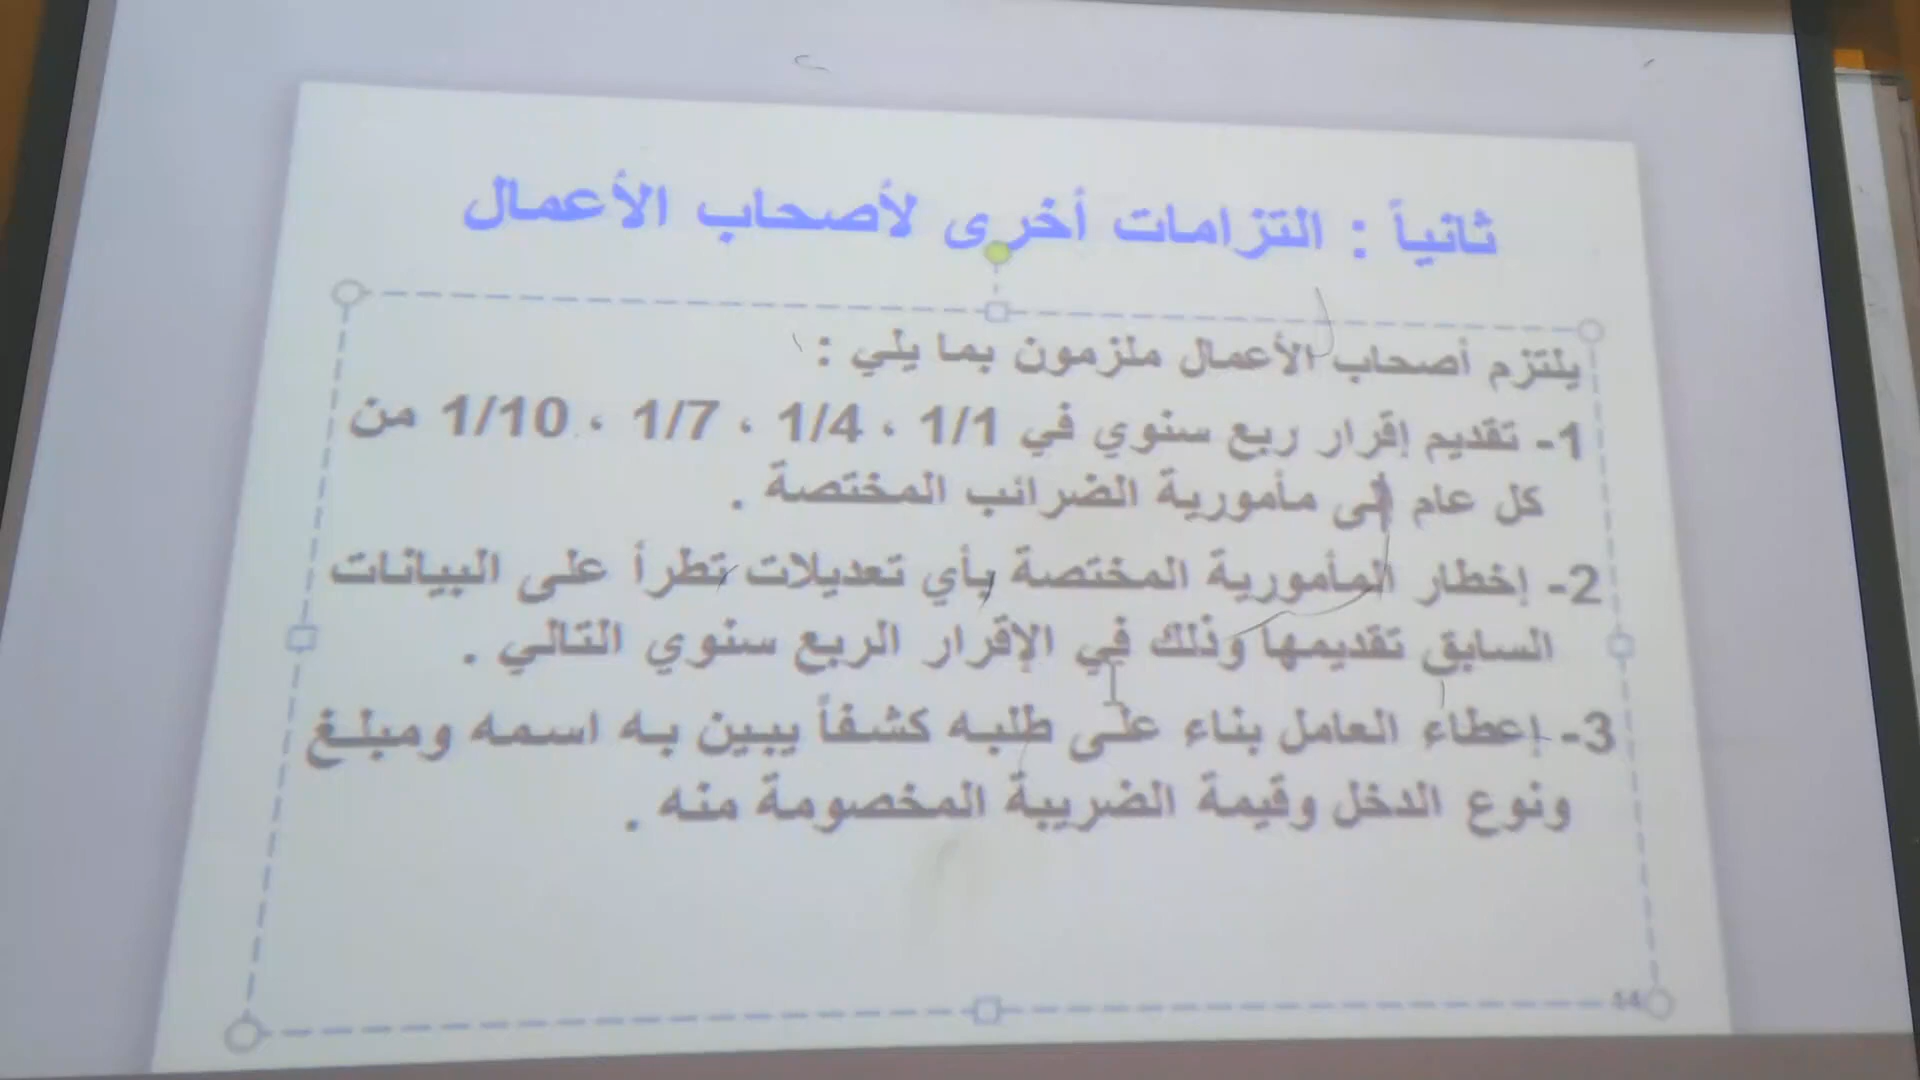 ثانياً : التزامات أخرى لأصحاب الأعمال
يلتزم أصحاب الأعمال ملزمون بما يلي :
1- تقديم إقرار ربع سنوي في 1/1 ، 1/4 ، 1/7 ، 1/10 من
كل عام إلى مأمورية الضرائب المختصة .
2- إخطار المأمورية المختصة بأي تعديلات تطرأ على البيانات
السابق تقديمها وذلك في الإقرار الربع سنوي التالي .
3- إعطاء العامل بناء على طلبه كشفاً يبين به اسمه ومبلغ
ونوع الدخل وقيمة الضريبة المخصومة منه .